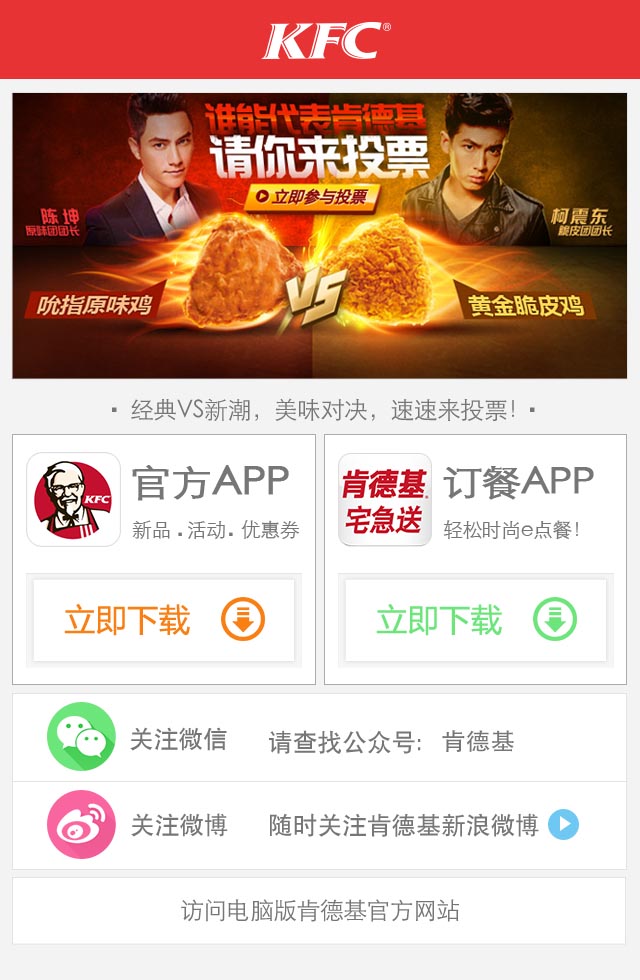 KFC®
谁能代表肯德基
请你来投票
立即参与投票
陈坤
原味团团长
柯震东
脆皮团团长
吮指原味鸡
VS
黄金脆皮鸡
· 经典VS新潮，美味对决，速速来投票! ·
KFC
官方APP
新品 . 活动. 优惠券
立即下载
肯德基
宅急送
订餐APP
轻松时尚e点餐!
立即下载
关注微信 请查找公众号: 肯德基
关注微博 随时关注肯德基新浪微博
访问电脑版肯德基官方网站